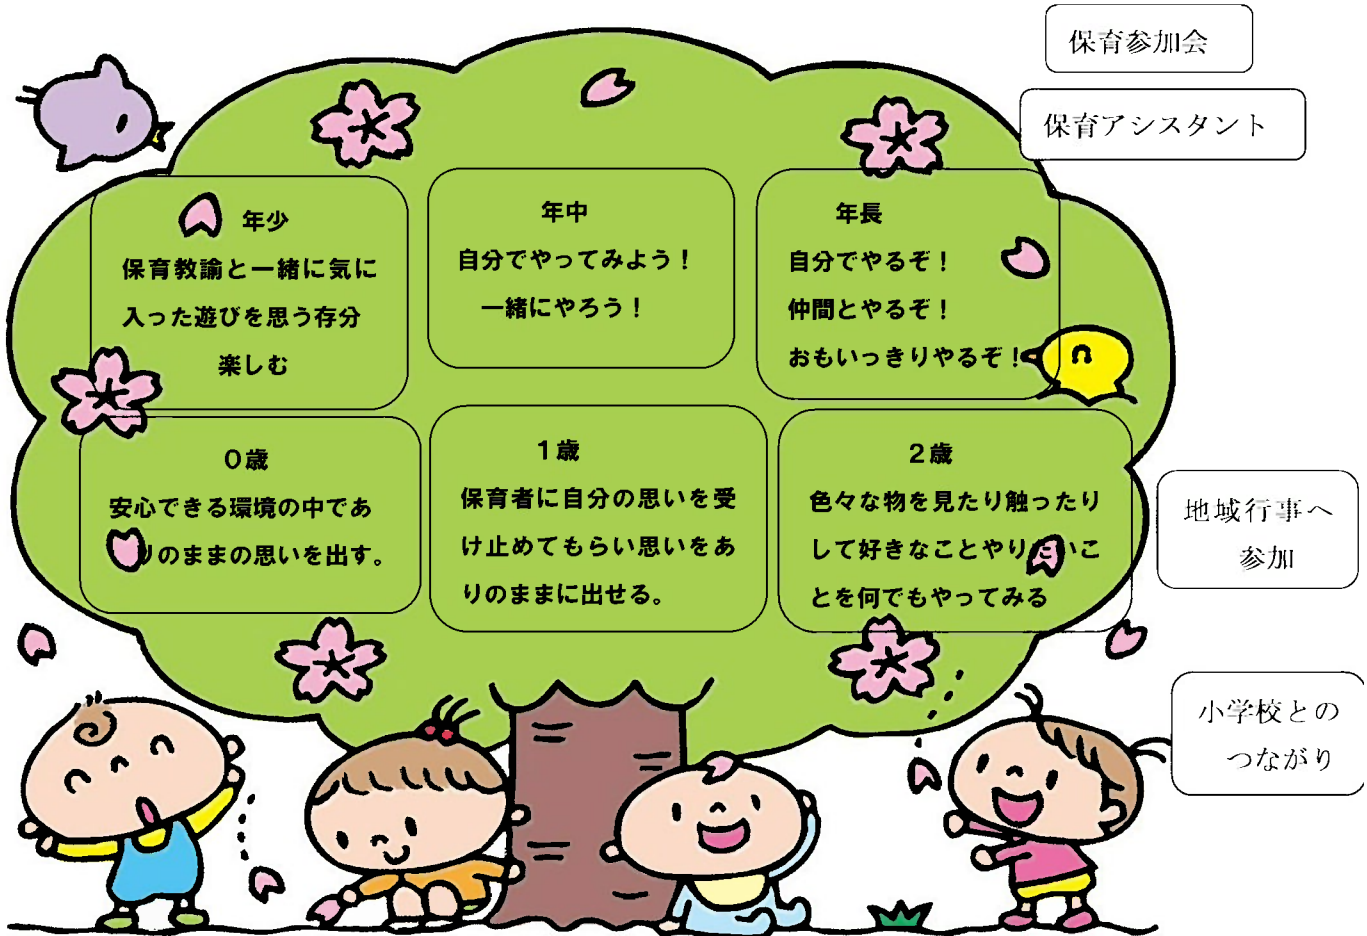 保育参加会
保育アシスタント
年少
保育教諭と一緒に気に
入った遊びを思う存分
楽しむ
年中
自分でやってみよう！
一緒にやろう！
年長
自分でやるぞ！
仲間とやるぞ！
おもいっきりやるぞ！
０歳
安心できる環境の中であ
りのままの思いを出す。
１歳
保育者に自分の思いを受
け止めてもらい思いをあ
りのままに出せる。
２歳
色々な物を見たり触ったり
して好きなことやりたいこ
とを何でもやってみる
地域行事へ
参加
小学校との
つながり